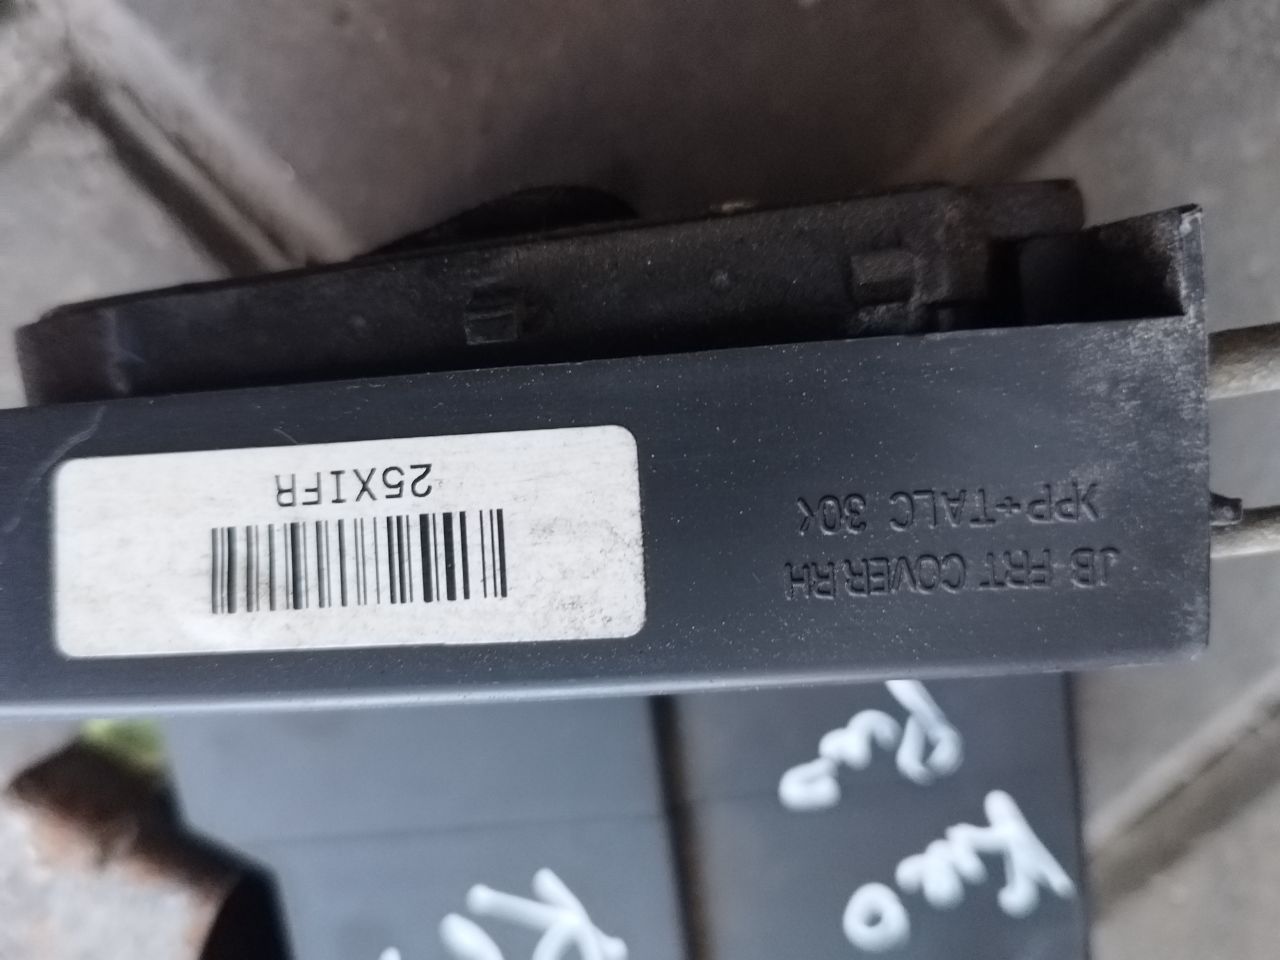 JB FRT COVER RH
>PP+TALC 30<
25XIFR